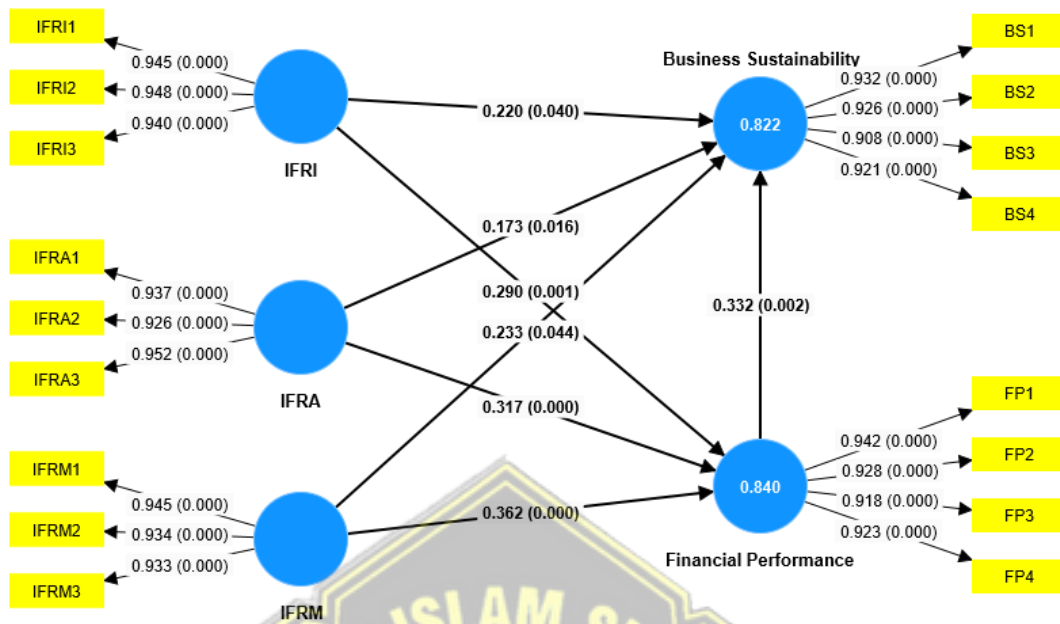 IFRI1
IFRI2
IFRI3
0.945 (0.000)
0.948 (0.000)
0.940 (0.000)
IFRI
IFRA1
IFRA2
IFRA3
0.937 (0.000)
0.926 (0.000)
0.952 (0.000)
IFRA
IFRM1
IFRM2
IFRM3
0.945 (0.000)
0.934 (0.000)
0.933 (0.000)
IFRM
0.220 (0.040)
0.173 (0.016)
0.290 (0.001)
0.233 (0.044)
0.317 (0.000)
0.362 (0.000)
0.332 (0.002)
Business Sustainability
0.822
0.932 (0.000)
0.926 (0.000)
0.908 (0.000)
0.921 (0.000)
BS1
BS2
BS3
BS4
0.840
Financial Performance
0.942 (0.000)
0.928 (0.000)
0.918 (0.000)
0.923 (0.000)
FP1
FP2
FP3
FP4
ISLAM